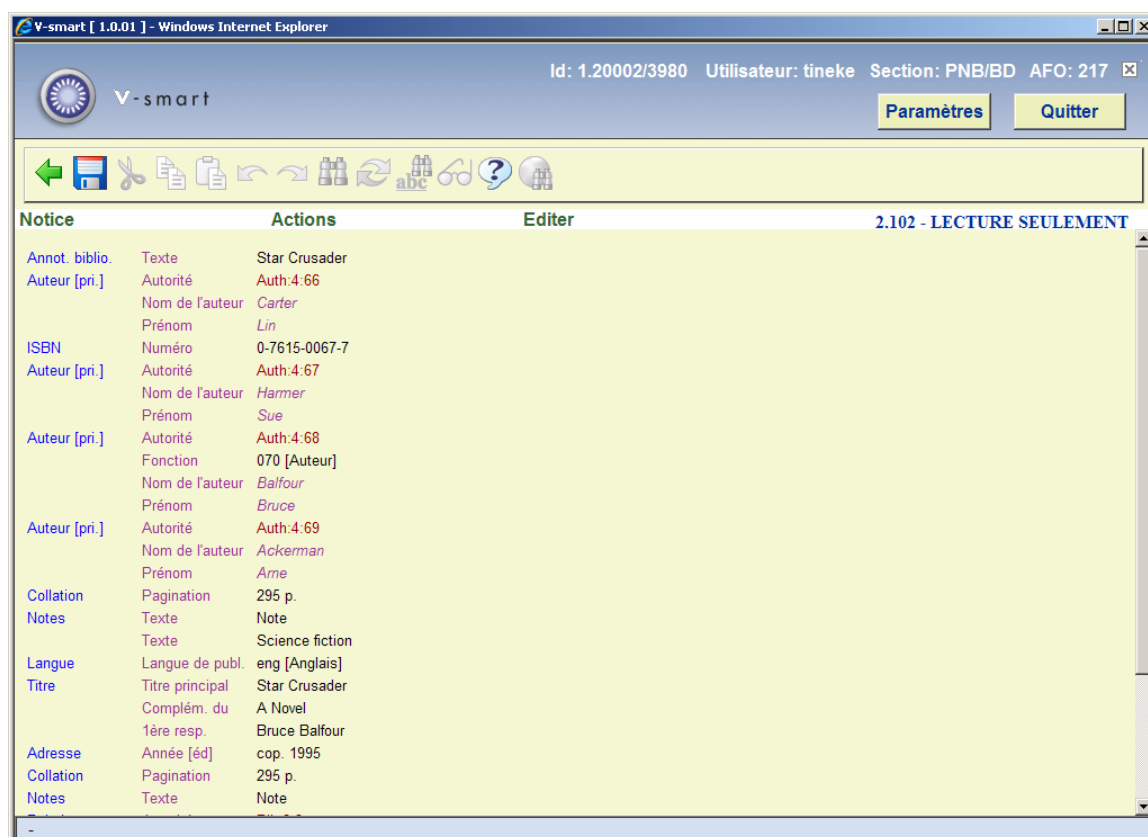 V-smart [ 1.0.01 ] - Windows Internet Explorer
Id: 1.20002/3980 Utilisateur: tineke Section: PNB/BD AFO: 217
V-smart
Paramètres Quitter
abc
Notice Actions Editer 2.102 - LECTURE SEULEMENT
Annot. biblio. Texte Star Crusader
Auteur [pri.] Autorité Auth:4:66
Nom de l'auteur Carter
Prénom Lin
ISBN Numéro 0-7615-0067-7
Auteur [pri.] Autorité Auth:4:67
Nom de l'auteur Harmer
Prénom Sue
Auteur [pri.] Autorité Auth:4:68
Fonction 070 [Auteur]
Nom de l'auteur Balfour
Prénom Bruce
Auteur [pri.] Autorité Auth:4:69
Nom de l'auteur Ackerman
Prénom Arne
Collation Pagination 295 p.
Notes Texte Note
Texte Science fiction
Langue Langue de publ. eng [Anglais]
Titre Titre principal Star Crusader
Complém. du A Novel
1ère resp. Bruce Balfour
Adresse Année [éd] cop. 1995
Collation Pagination 295 p.
Notes Texte Note
-